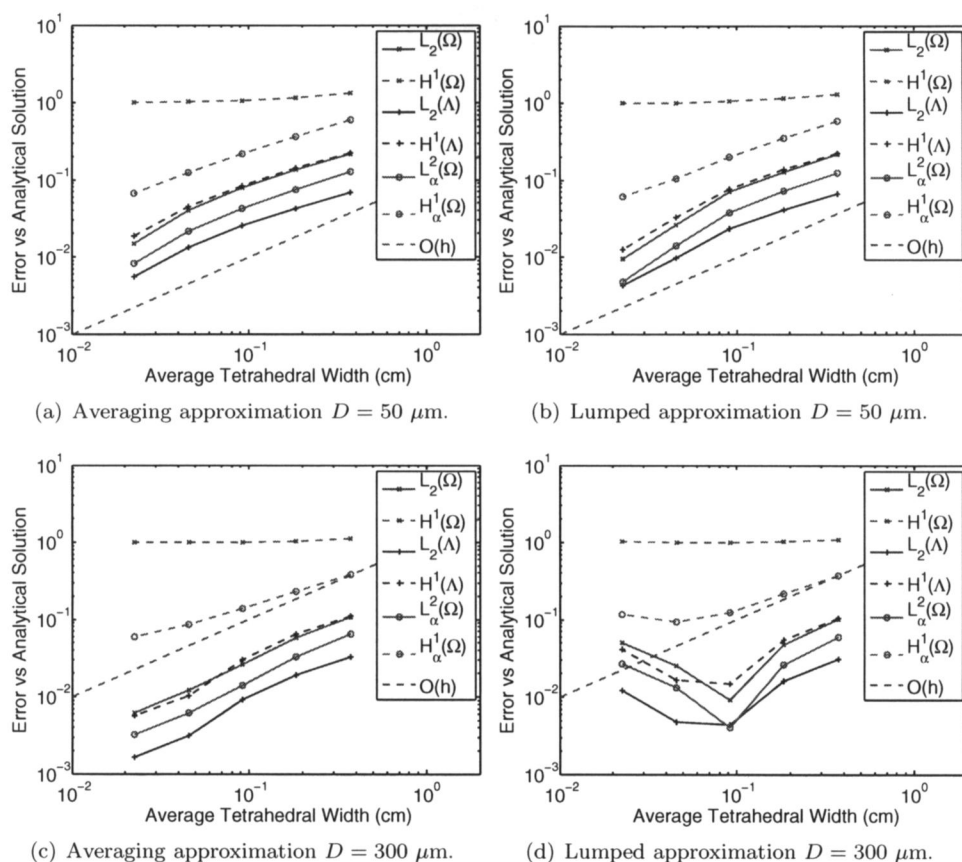 10^1
10^0
10^-1
10^-2
10^-3
Error vs Analytical Solution
10^-2
10^-1
10^0
Average Tetrahedral Width (cm)
L_2(Ω)
H^1(Ω)
L_2(Λ)
H^1(Λ)
L_α^2(Ω)
H_α^1(Ω)
O(h)
(a) Averaging approximation D = 50 μm.
10^1
10^0
10^-1
10^-2
10^-3
Error vs Analytical Solution
10^-2
10^-1
10^0
Average Tetrahedral Width (cm)
L_2(Ω)
H^1(Ω)
L_2(Λ)
H^1(Λ)
L_α^2(Ω)
H_α^1(Ω)
O(h)
(b) Lumped approximation D = 50 μm.
10^1
10^0
10^-1
10^-2
10^-3
Error vs Analytical Solution
10^-2
10^-1
10^0
Average Tetrahedral Width (cm)
L_2(Ω)
H^1(Ω)
L_2(Λ)
H^1(Λ)
L_α^2(Ω)
H_α^1(Ω)
O(h)
(c) Averaging approximation D = 300 μm.
10^1
10^0
10^-1
10^-2
10^-3
Error vs Analytical Solution
10^-2
10^-1
10^0
Average Tetrahedral Width (cm)
L_2(Ω)
H^1(Ω)
L_2(Λ)
H^1(Λ)
L_α^2(Ω)
H_α^1(Ω)
O(h)
(d) Lumped approximation D = 300 μm.